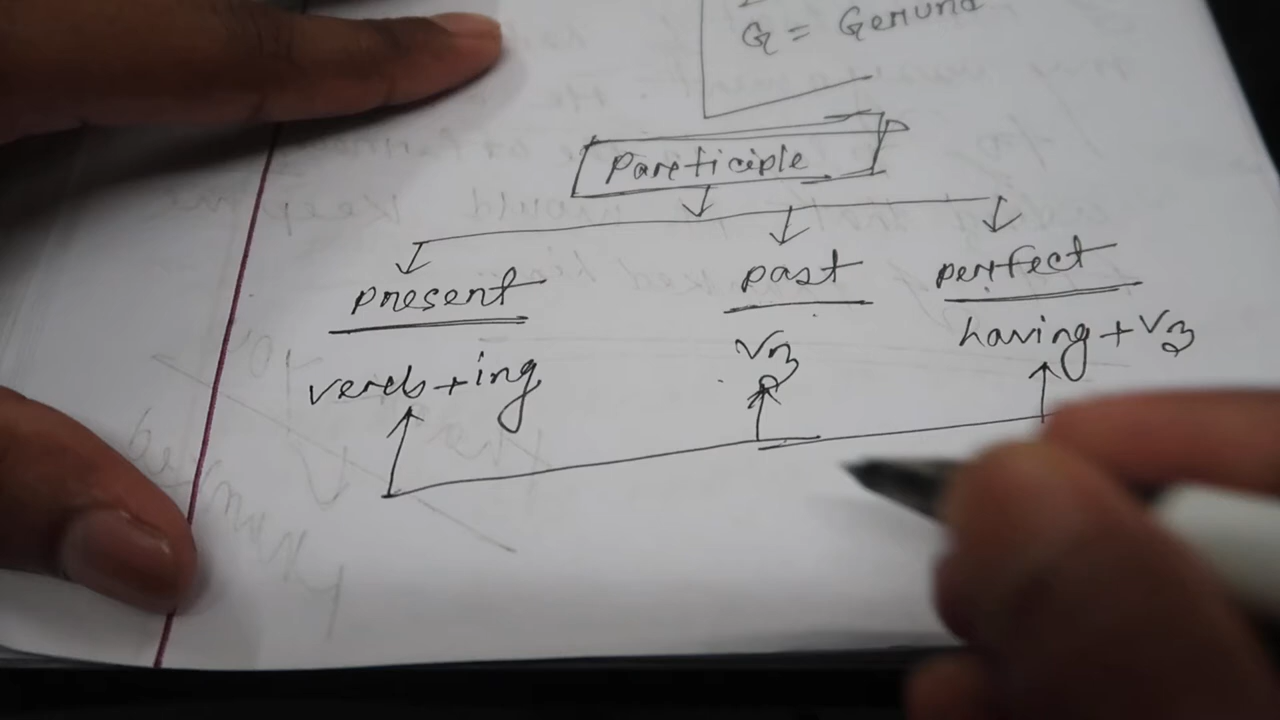 G = Gerund
Participle
present past perfect
verb+ing V3 having+V3